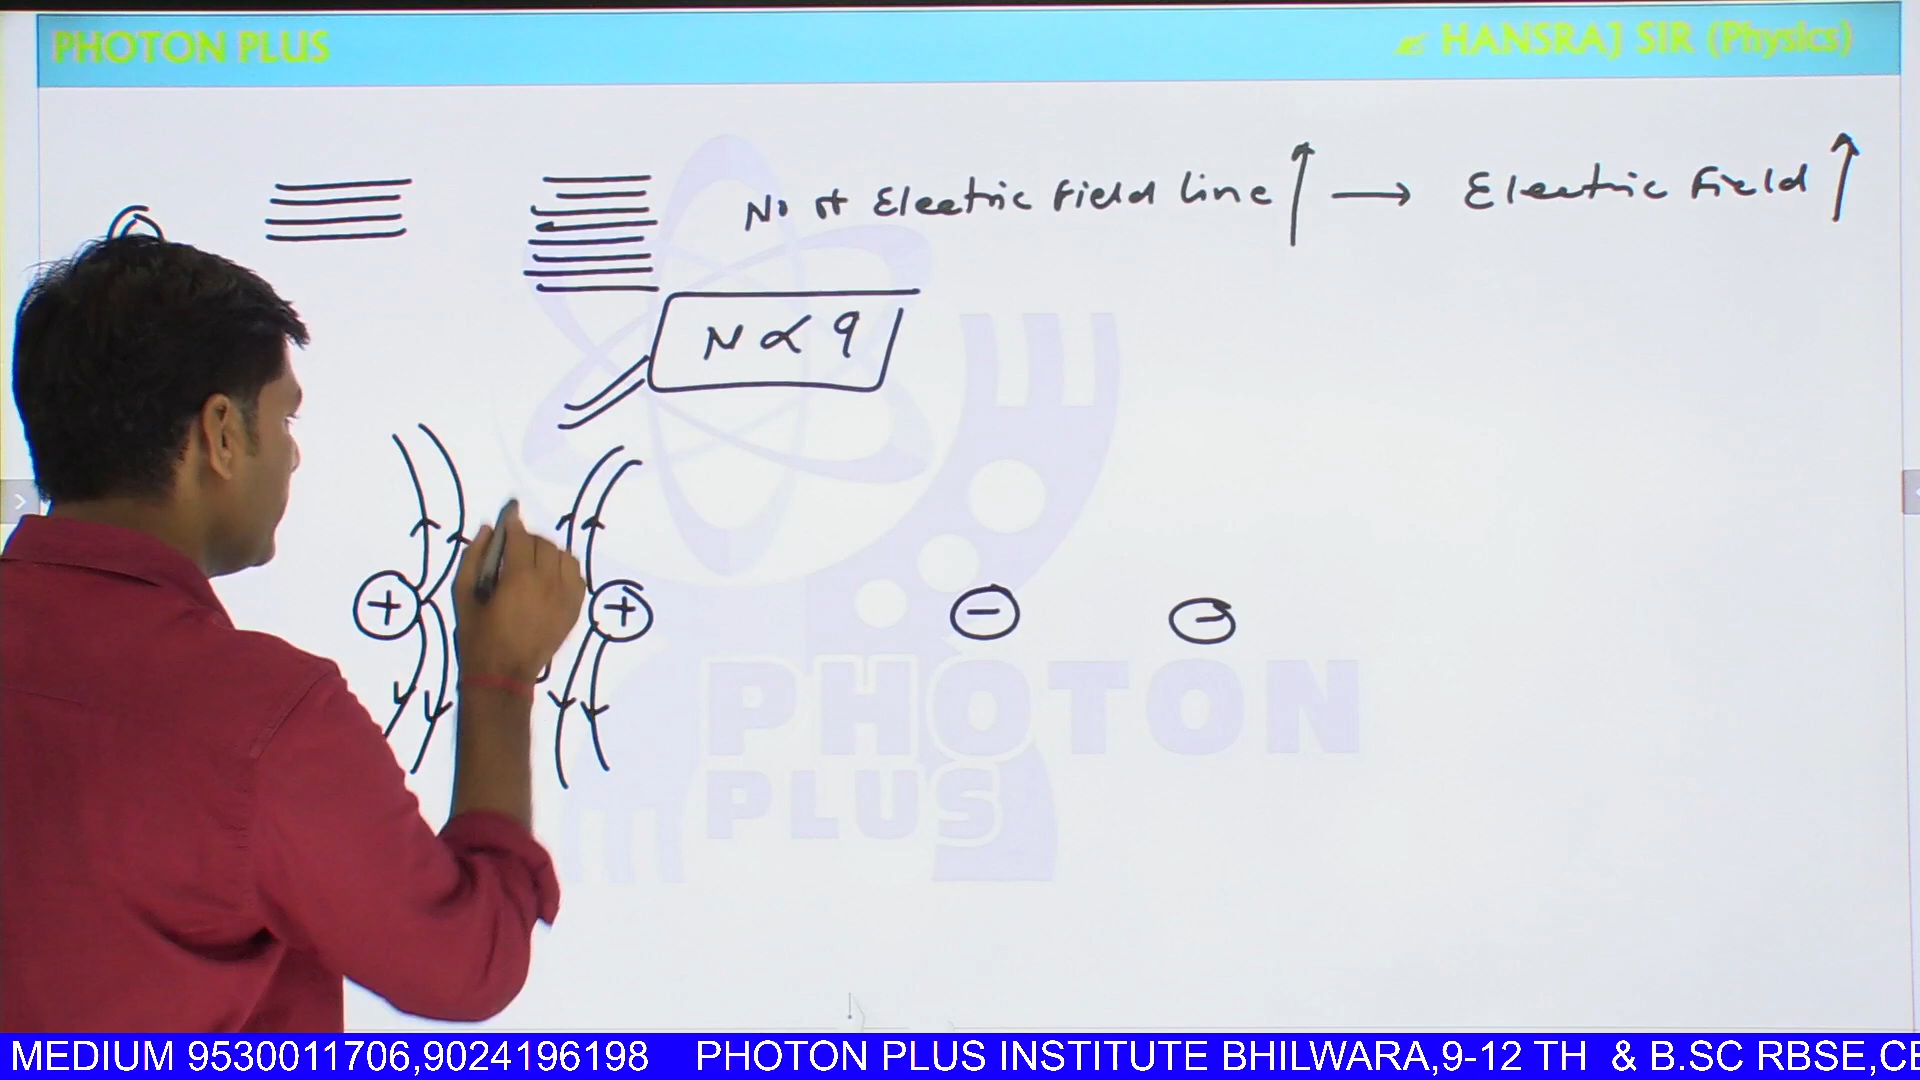 PHOTON PLUS
HANSRAJ SIR (Physics)
No of Electric Field Line ↑ → Electric Field ↑
N ∝ q
+ + - -
PHOTON
PLUS
MEDIUM 9530011706,9024196198 PHOTON PLUS INSTITUTE BHILWARA,9-12 TH & B.SC RBSE,CE